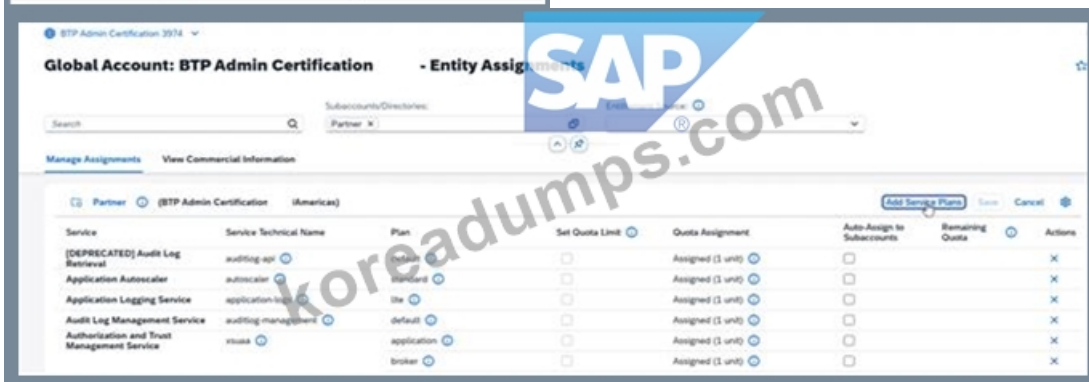 BTP Admin Certification 3974
Global Account: BTP Admin Certification - Entity Assignments
SAP
®
Subaccounts/Directories:
Search
Partner
Manage Assignments View Commercial Information
Partner (BTP Admin Certification iAmericas) Add Service Plans Save Cancel
Service Service Technical Name Plan Set Quota Limit: Quota Assignment Auto-Assign to Subaccounts Remaining Quota Actions
[DEPRECATED] Audit Log Retrieval auditlog-api default Assigned (1 unit)
Application Autoscaler autoscaler standard Assigned (1 unit)
Application Logging Service application-logs lite Assigned (1 unit)
Audit Log Management Service auditlog-management default Assigned (1 unit)
Authorization and Trust Management Service xsuaa application Assigned (1 unit)
broker Assigned (1 unit)
koreadumps.com